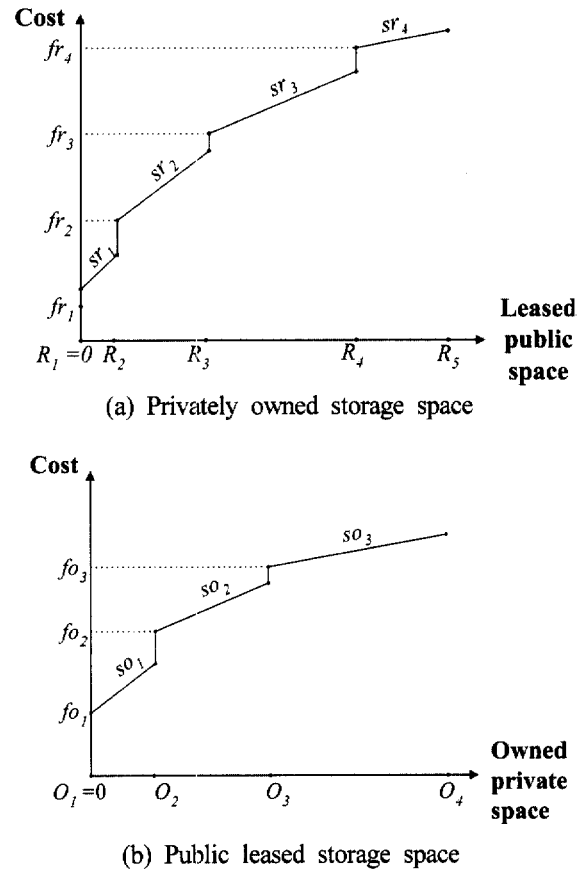 Cost
fr₄
sr₄
sr₃
fr₃
sr₂
fr₂
sr₁
fr₁
R₁ =0 R₂ R₃ R₄ R₅
Leased
public
space
(a) Privately owned storage space
Cost
so₃
fo₃
so₂
fo₂
so₁
fo₁
O₁=0 O₂ O₃ O₄
Owned
private
space
(b) Public leased storage space